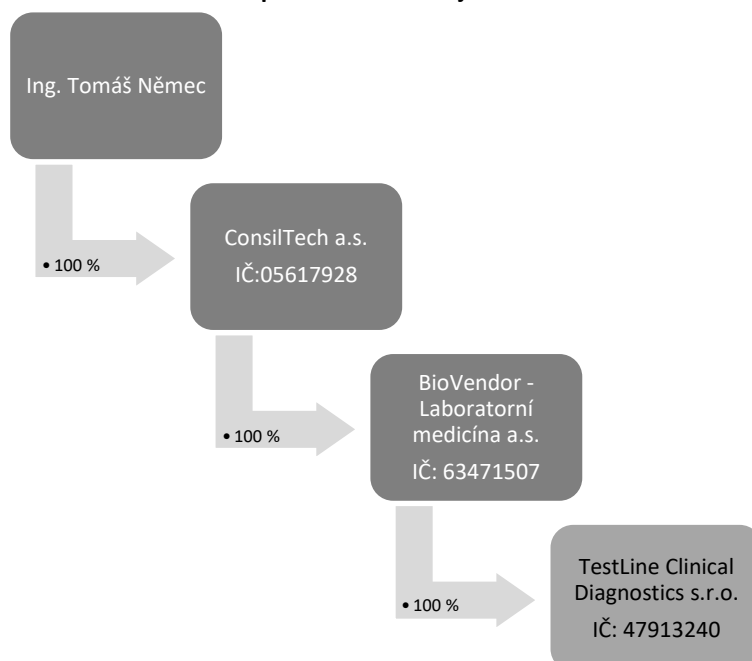 Ing. Tomáš Němec
• 100 %
ConsilTech a.s.
IČ:05617928
• 100 %
BioVendor -
Laboratorní
medicína a.s.
IČ: 63471507
• 100 %
TestLine Clinical
Diagnostics s.r.o.
IČ: 47913240